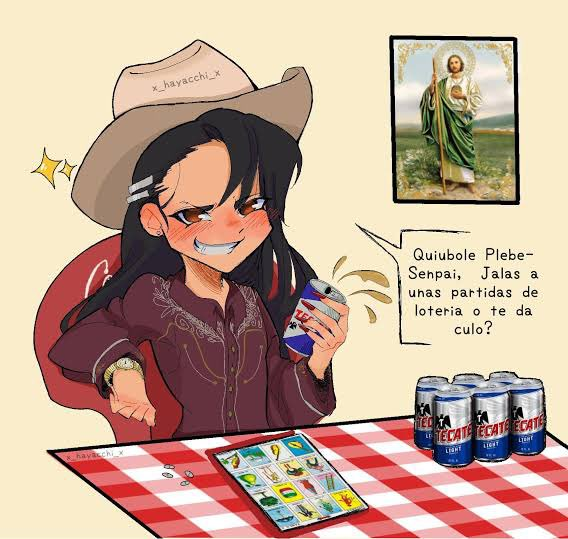 x_hayacchi_x
Quiubole Plebe-
Senpai, Jalas a
unas partidas de
loteria o te da
culo?
TECATE
TECATE
LIGHT
TECATE
LIGHT
TECATE
LIGHT
x_hayacchi_x